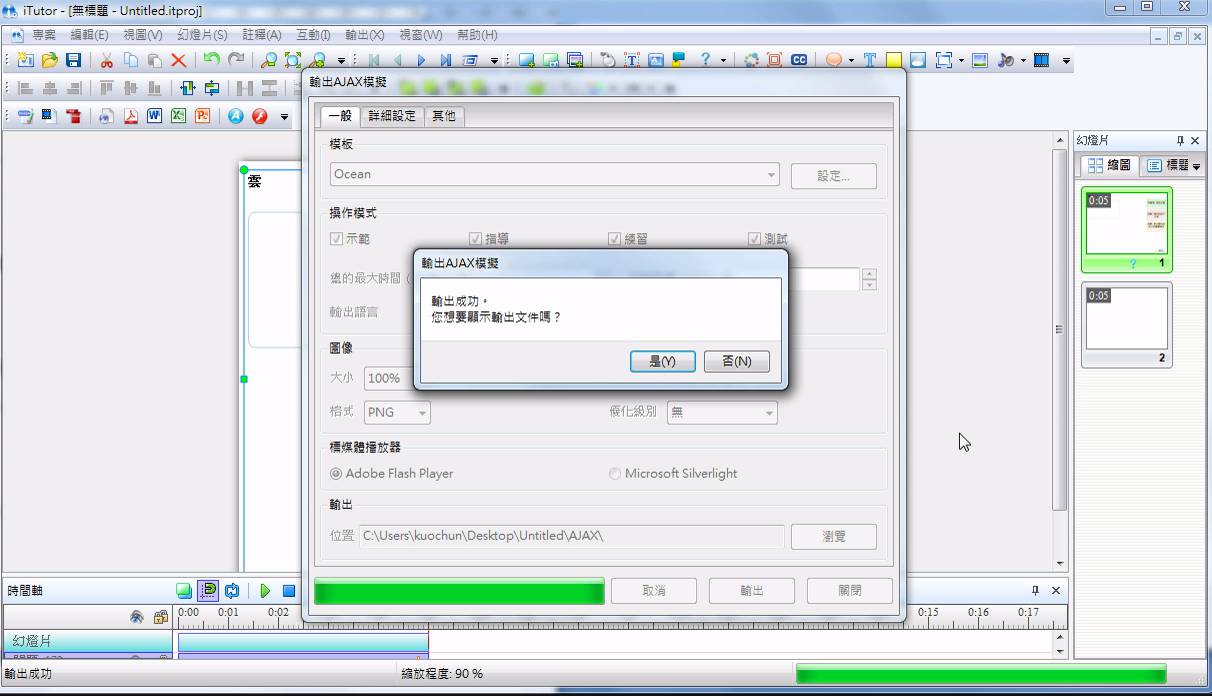 iTutor - [無標題 - Untitled.itproj]
專案 編輯(E) 視圖(V) 幻燈片(S) 註釋(A) 互動(I) 輸出(X) 視窗(W) 幫助(H)
輸出AJAX模擬
一般 詳細設定 其他
模板
Ocean 設定...
操作模式
示範 指導 練習 測試
總的最大時間 (
輸出語言
圖像
大小 100%
格式 PNG 優化級別 無
標媒體播放器
Adobe Flash Player Microsoft Silverlight
輸出
位置 C:\Users\kuochun\Desktop\Untitled\AJAX\ 瀏覽
取消 輸出 關閉
輸出AJAX模擬
輸出成功。
您想要顯示輸出文件嗎？
是(Y) 否(N)
雲
幻燈片
縮圖 標題
0:05
1
0:05
2
時間軸
0:00 0:01 0:02 0:15 0:16 0:17
幻燈片
輸出成功 縮放程度: 90 %